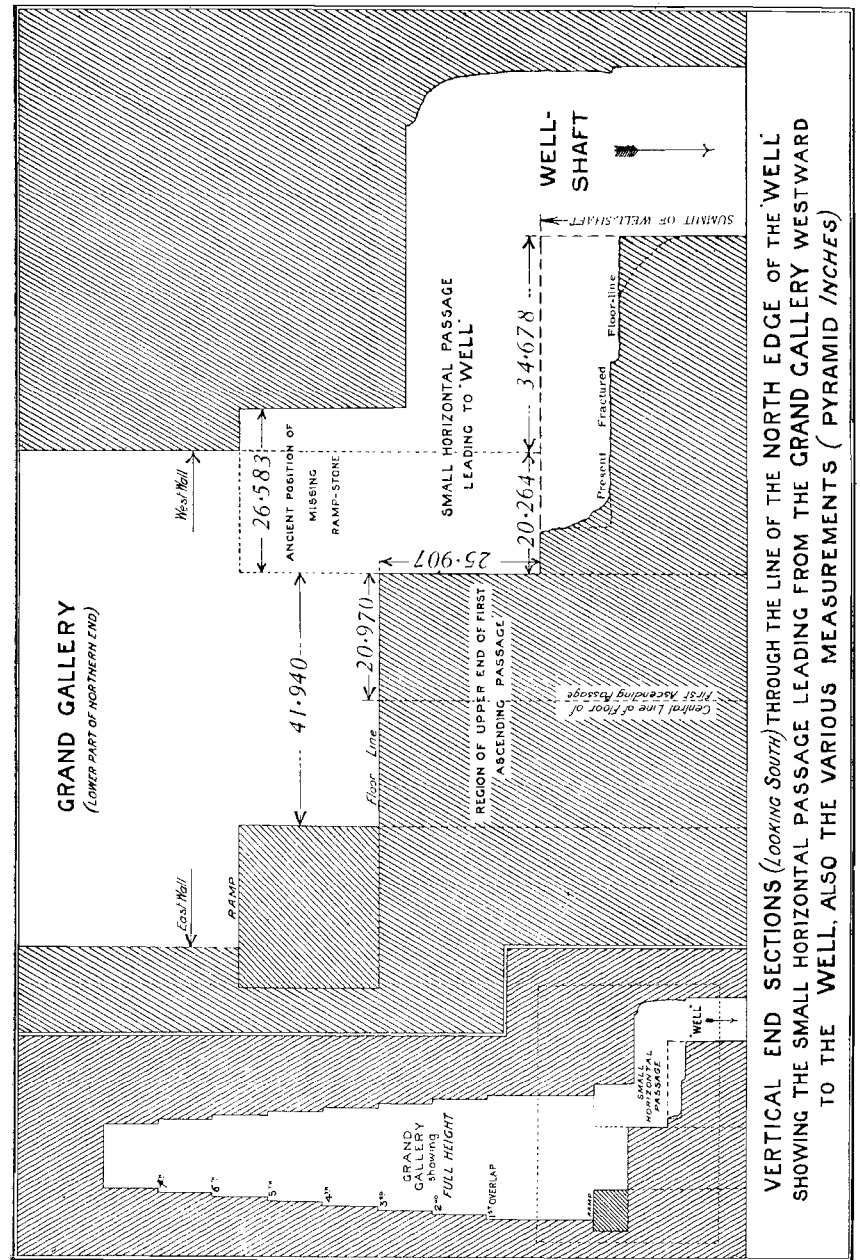 GRAND GALLERY
(LOWER PART OF NORTHERN END)
East Wall
West Wall
RAMP
41·940
26·583
ANCIENT POSITION OF
MISSING
RAMP-STONE
Floor Line
20·970
25·907
REGION OF UPPER END OF FIRST
ASCENDING PASSAGE
Central Line of Floor of
First Ascending Passage
SMALL HORIZONTAL PASSAGE
LEADING TO "WELL"
20·264
34·678
Present Fractured Floor-line
SUMMIT OF WELL-SHAFT
WELL-
SHAFT
7TH
6TH
5TH
4TH
3RD
2ND
1ST OVERLAP
GRAND
GALLERY
showing
FULL HEIGHT
RAMP
SMALL
HORIZONTAL
PASSAGE
"WELL"
VERTICAL END SECTIONS (LOOKING SOUTH) THROUGH THE LINE OF THE NORTH EDGE OF THE "WELL"
SHOWING THE SMALL HORIZONTAL PASSAGE LEADING FROM THE GRAND GALLERY WESTWARD
TO THE WELL, ALSO THE VARIOUS MEASUREMENTS (PYRAMID INCHES)